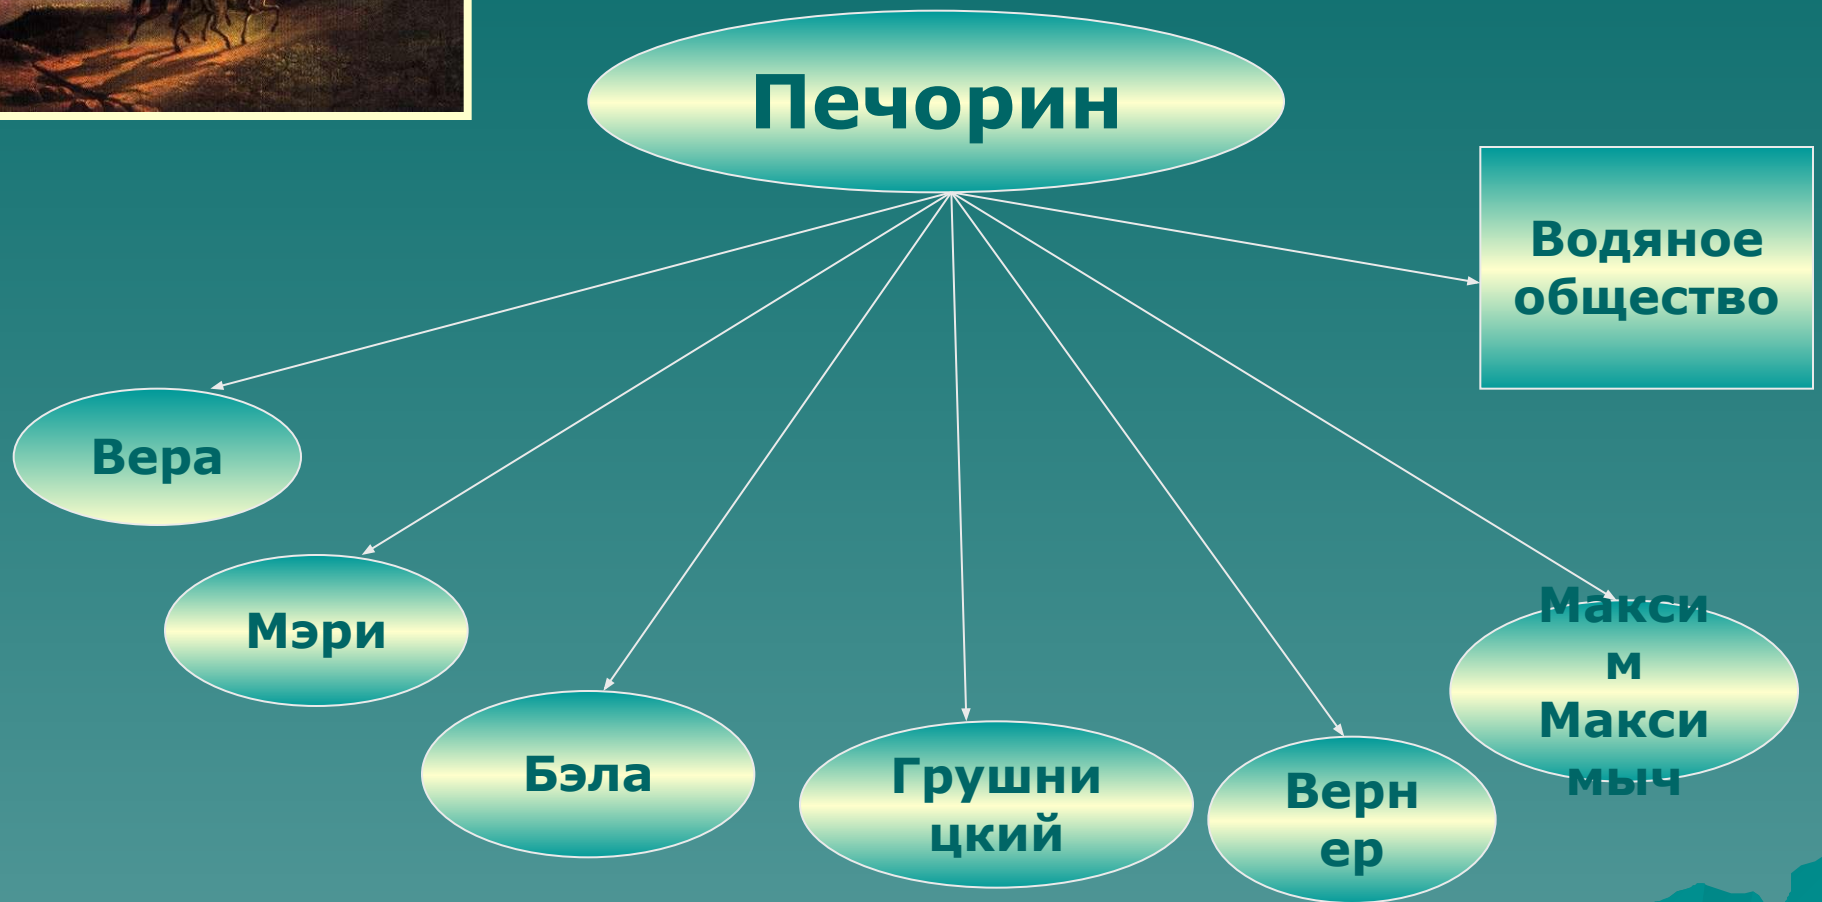 Печорин
Водяное
общество
Вера
Мэри
Бэла
Грушни
цкий
Верн
ер
Макси
м
Макси
мыч